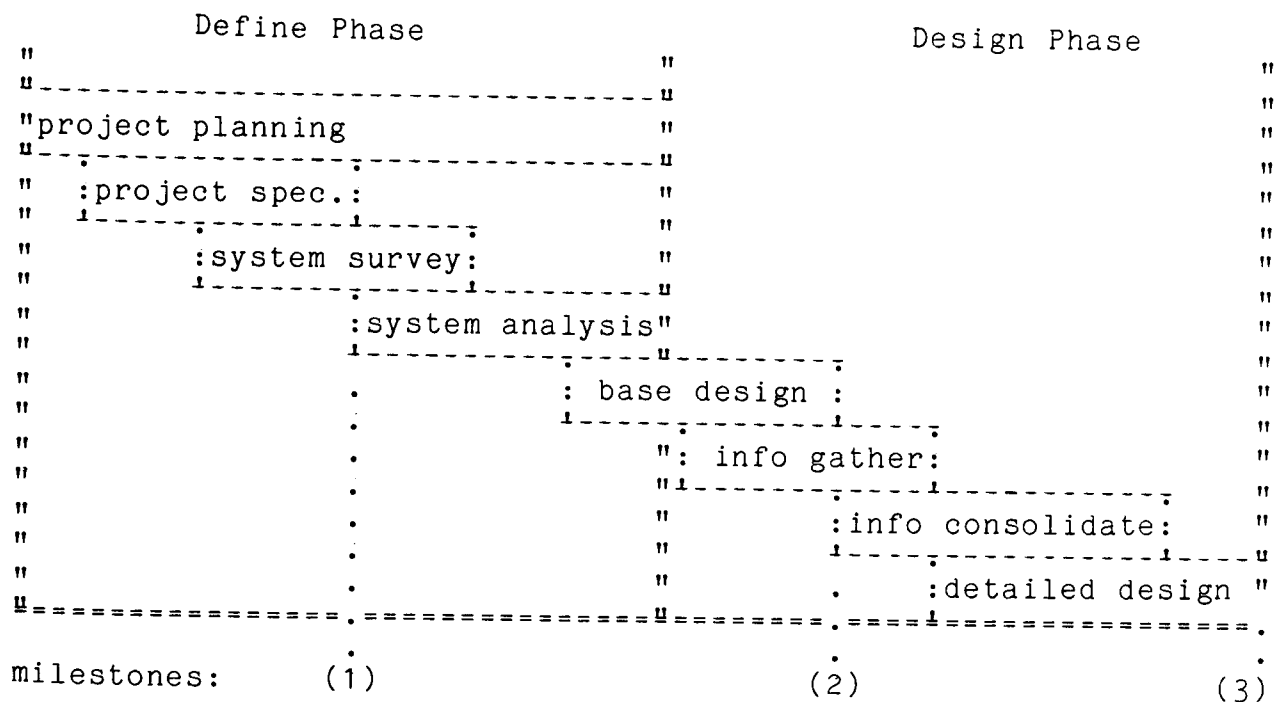 Define Phase Design Phase
project planning
project spec.
system survey
system analysis
base design
info gather
info consolidate
detailed design
milestones: (1) (2) (3)